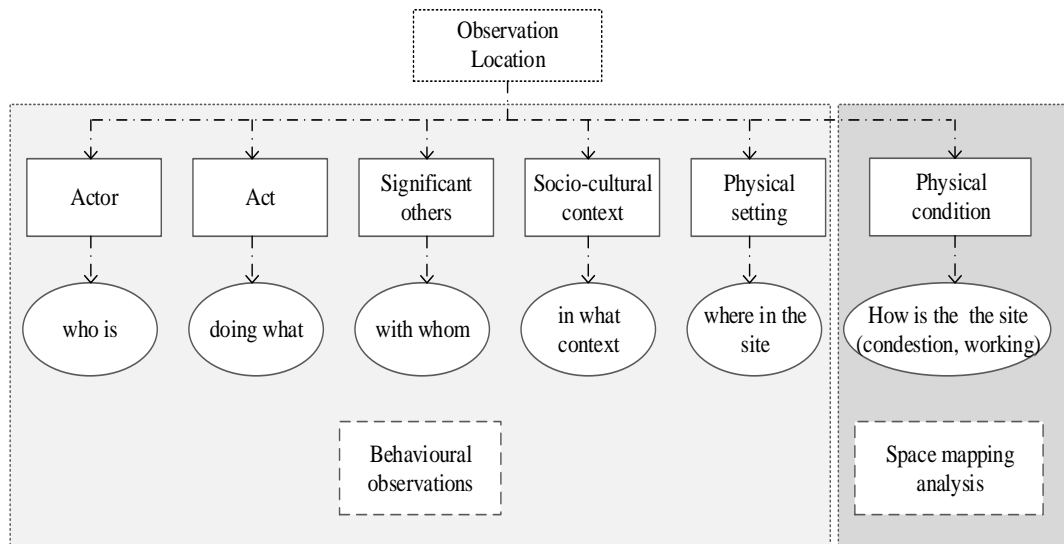 Observation
Location
Actor
Act
Significant
others
Socio-cultural
context
Physical
setting
Physical
condition
who is
doing what
with whom
in what
context
where in the
site
How is the  the site
(condestion, working)
Behavioural
observations
Space mapping
analysis